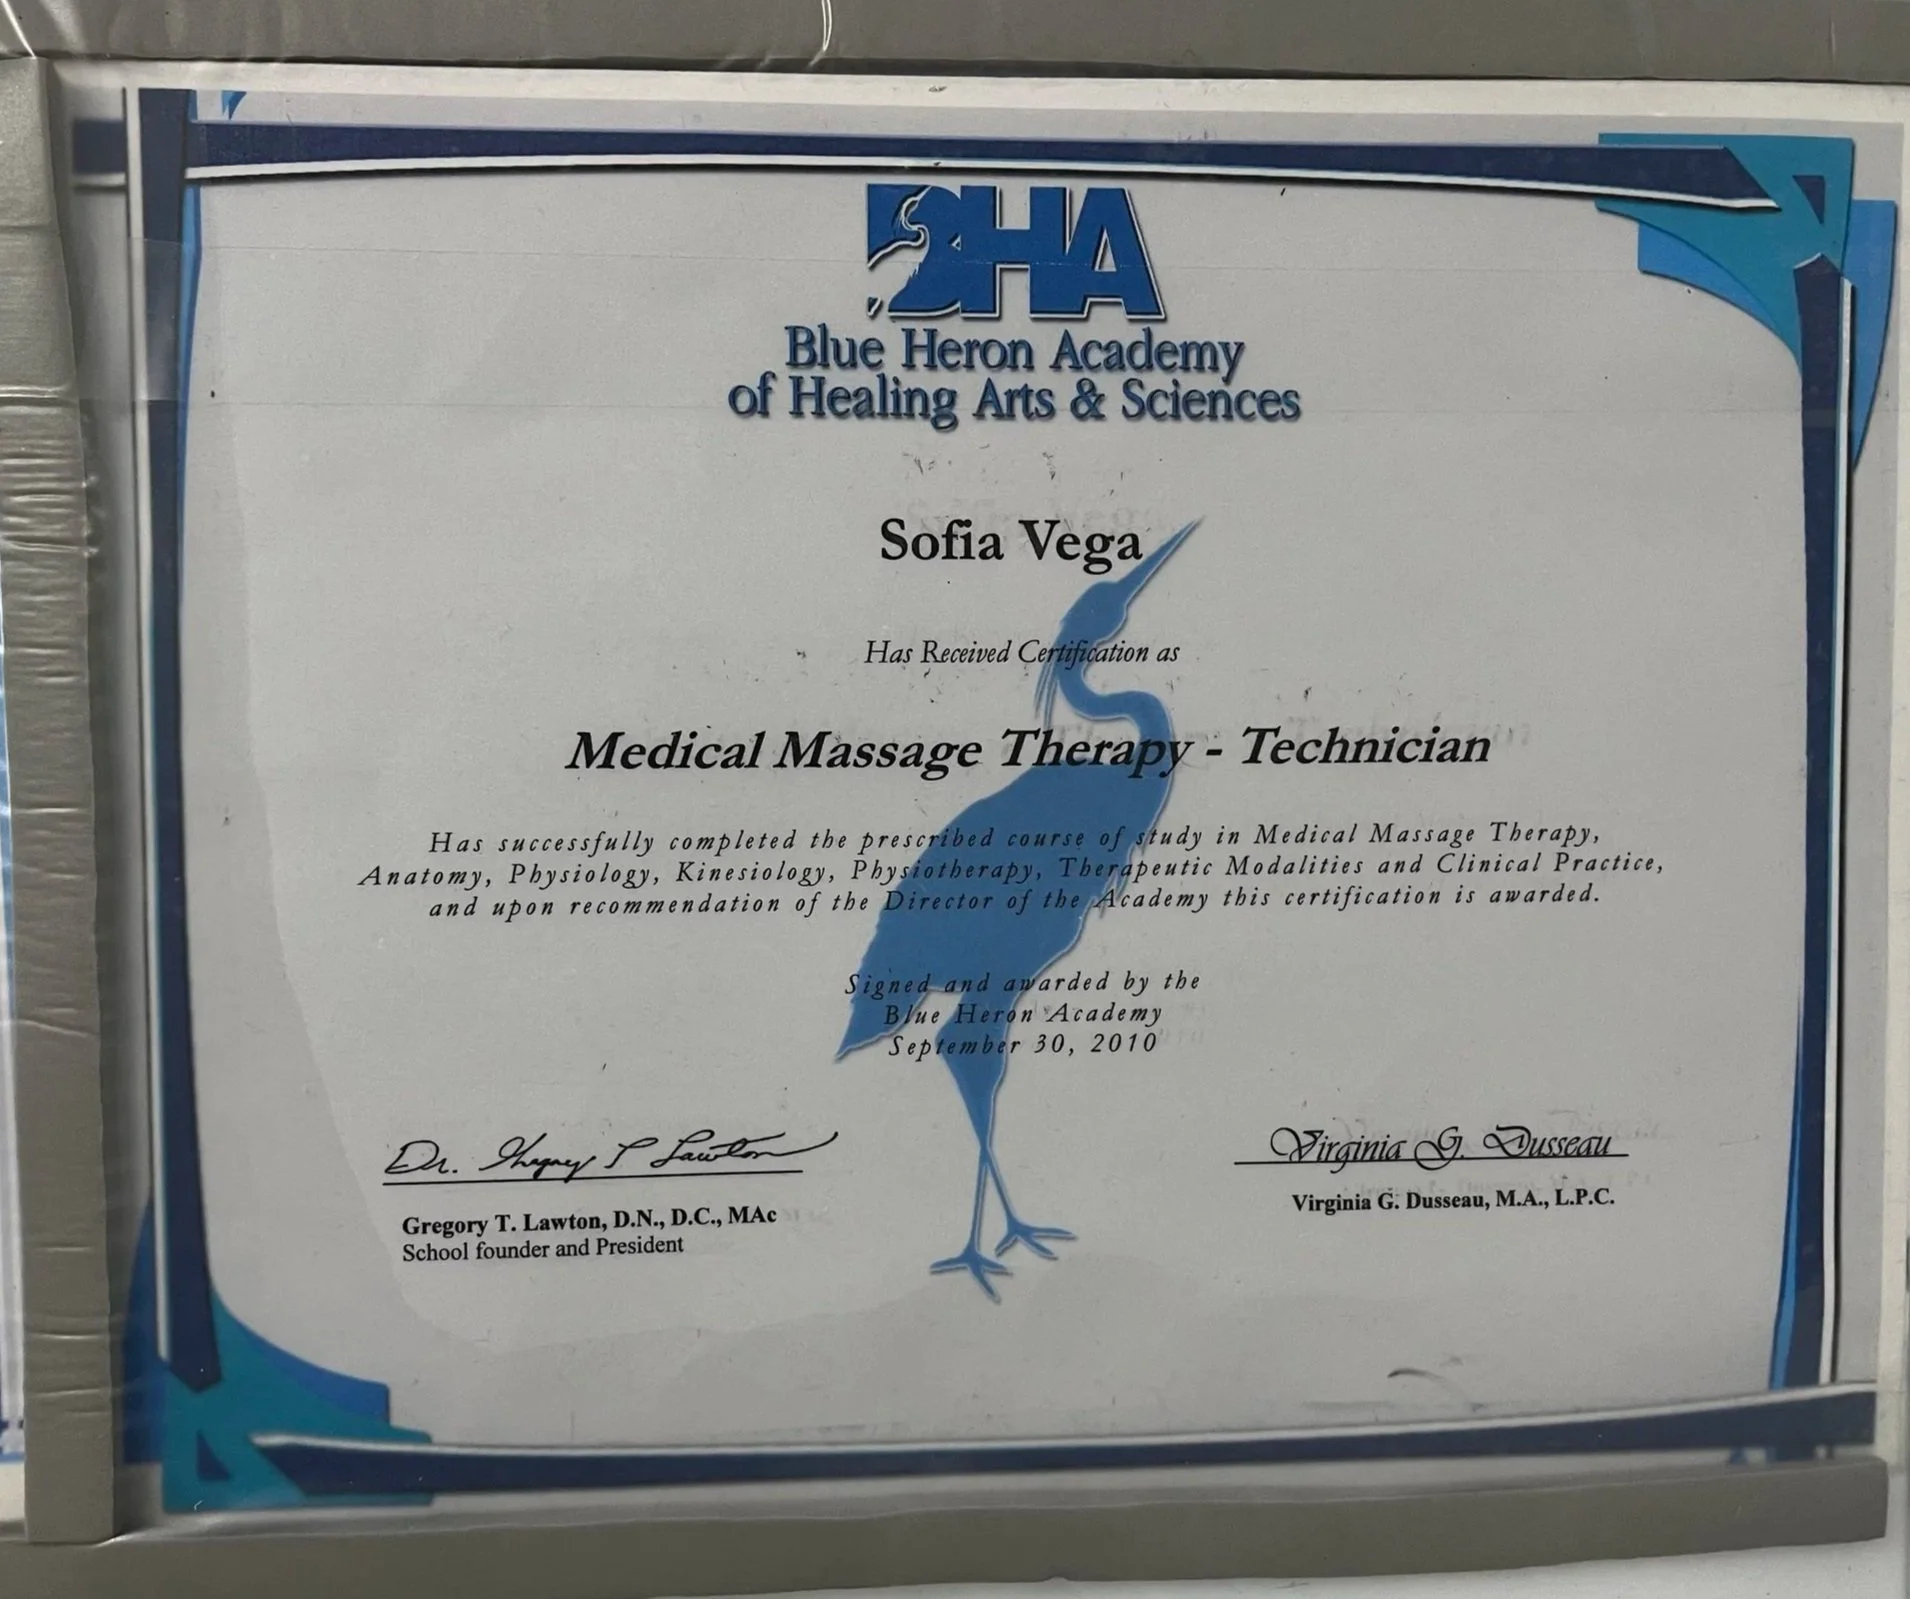 BHA
Blue Heron Academy
of Healing Arts & Sciences
Sofia Vega
Has Received Certification as
Medical Massage Therapy - Technician
Has successfully completed the prescribed course of study in Medical Massage Therapy,
Anatomy, Physiology, Kinesiology, Physiotherapy, Therapeutic Modalities and Clinical Practice,
and upon recommendation of the Director of the Academy this certification is awarded.
Signed and awarded by the
Blue Heron Academy
September 30, 2010
Dr. Gregory T Lawton
Gregory T. Lawton, D.N., D.C., MAc
School founder and President
Virginia G. Dusseau
Virginia G. Dusseau, M.A., L.P.C.